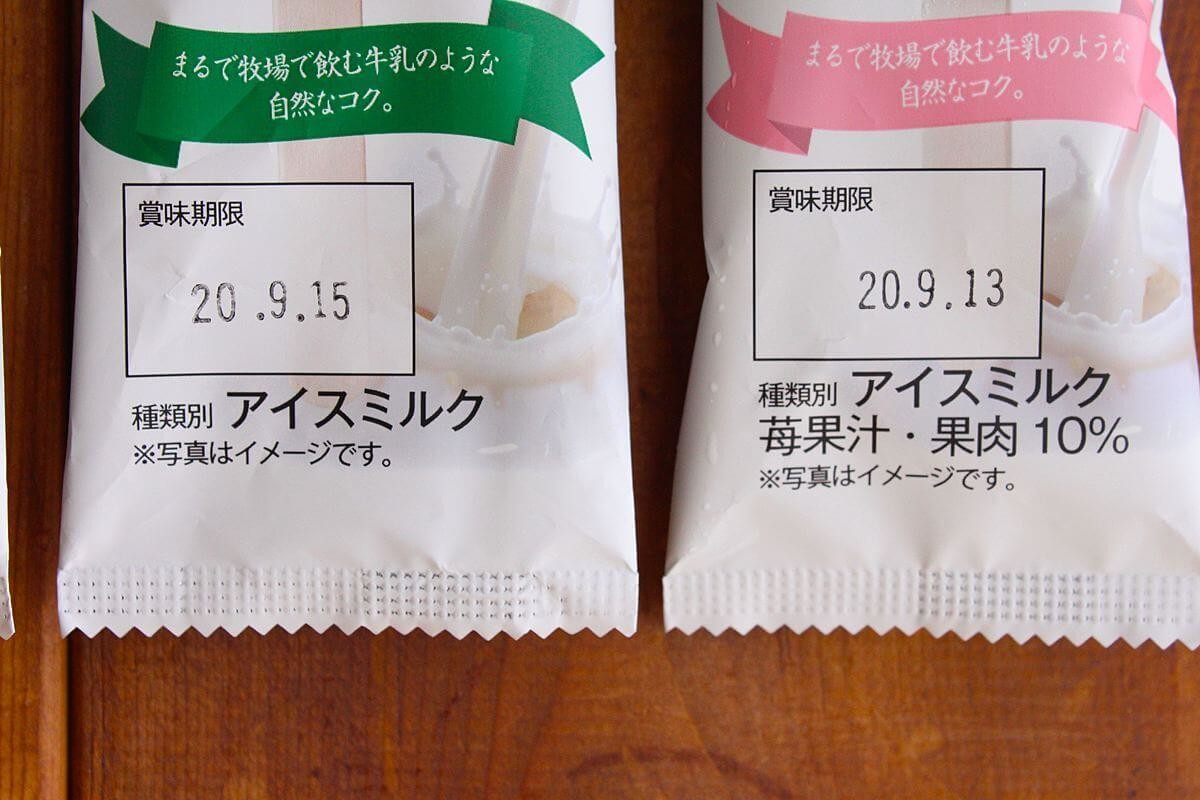 まるで牧場で飲む牛乳のような
自然なコク。
賞味期限
20.9.15
種類別 アイスミルク
※写真はイメージです。
まるで牧場で飲む牛乳のような
自然なコク。
賞味期限
20.9.13
種類別 アイスミルク
苺果汁・果肉 10%
※写真はイメージです。